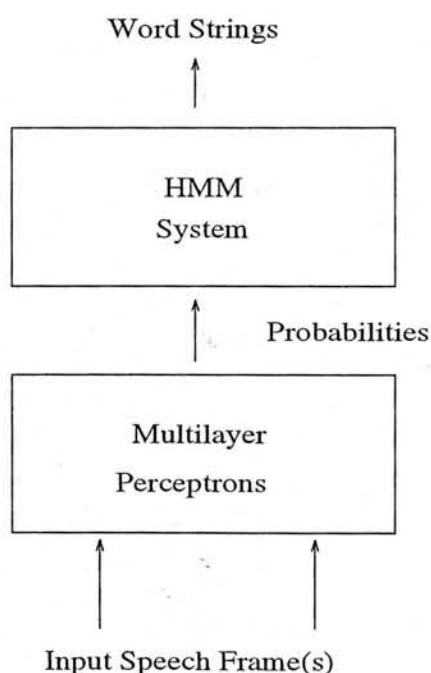 Word Strings
HMM
System
Probabilities
Multilayer
Perceptrons
Input Speech Frame(s)